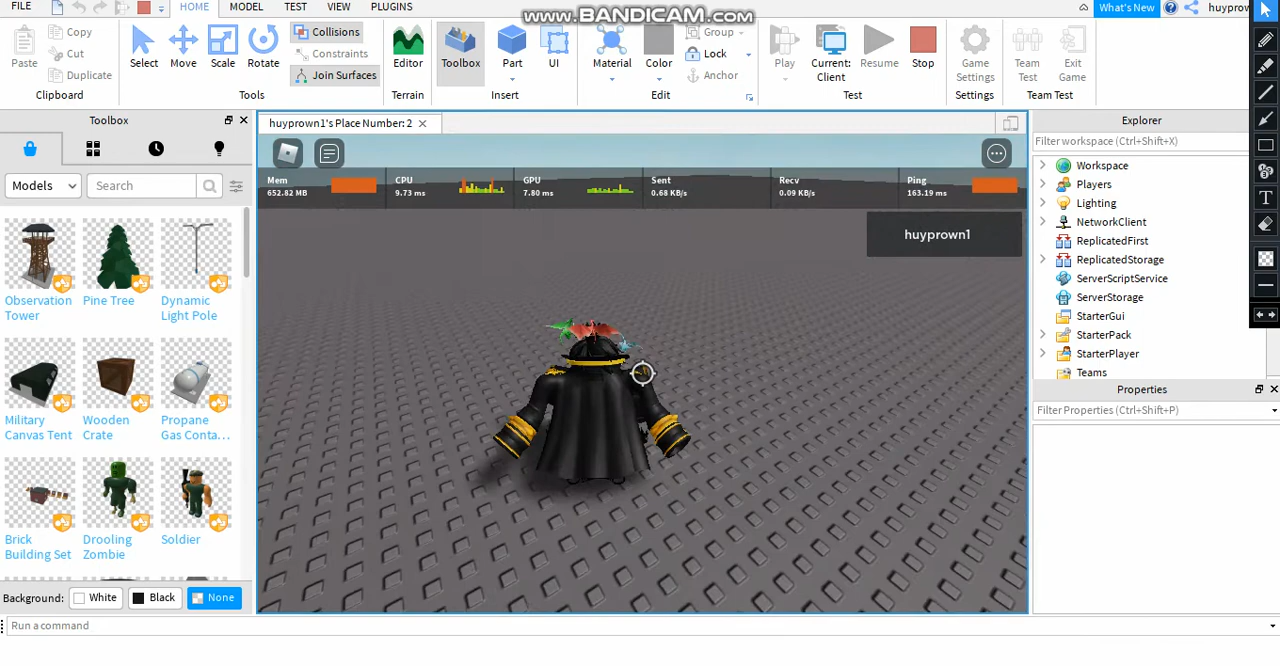 www.BANDICAM.com
FILE HOME MODEL TEST VIEW PLUGINS What's New huyprow
Paste Copy Cut Duplicate
Select Move Scale Rotate
Collisions Constraints Join Surfaces
Editor Toolbox Part UI Material Color
Group Lock Anchor
Play Current: Client Resume Stop
Game Settings Team Test Exit Game
Clipboard Tools Terrain Insert Edit Test Settings Team Test
Toolbox
Models Search
Observation Tower
Pine Tree
Dynamic Light Pole
Military Canvas Tent
Wooden Crate
Propane Gas Conta...
Brick Building Set
Drooling Zombie
Soldier
Background: White Black None
Run a command
huyprown1's Place Number: 2
Mem CPU GPU Sent Recv Ping
652.82 MB 9.73 ms 7.80 ms 0.68 KB/s 0.09 KB/s 163.19 ms
huyprown1
Explorer
Filter workspace (Ctrl+Shift+X)
Workspace
Players
Lighting
NetworkClient
ReplicatedFirst
ReplicatedStorage
ServerScriptService
ServerStorage
StarterGui
StarterPack
StarterPlayer
Teams
Properties
Filter Properties (Ctrl+Shift+P)